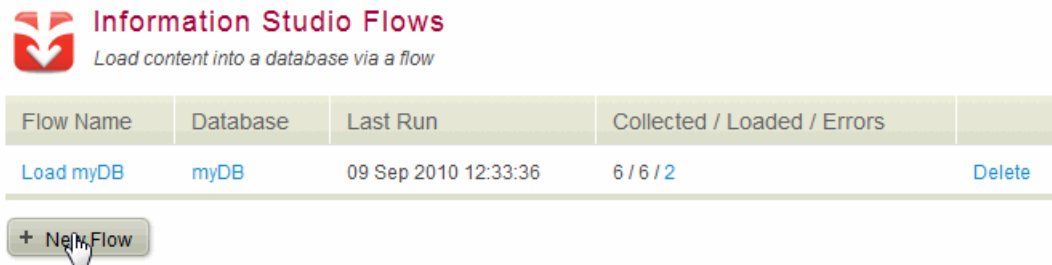 Information Studio Flows
Load content into a database via a flow
Flow Name Database Last Run Collected / Loaded / Errors
Load myDB myDB 09 Sep 2010 12:33:36 6 / 6 / 2 Delete
+ New Flow